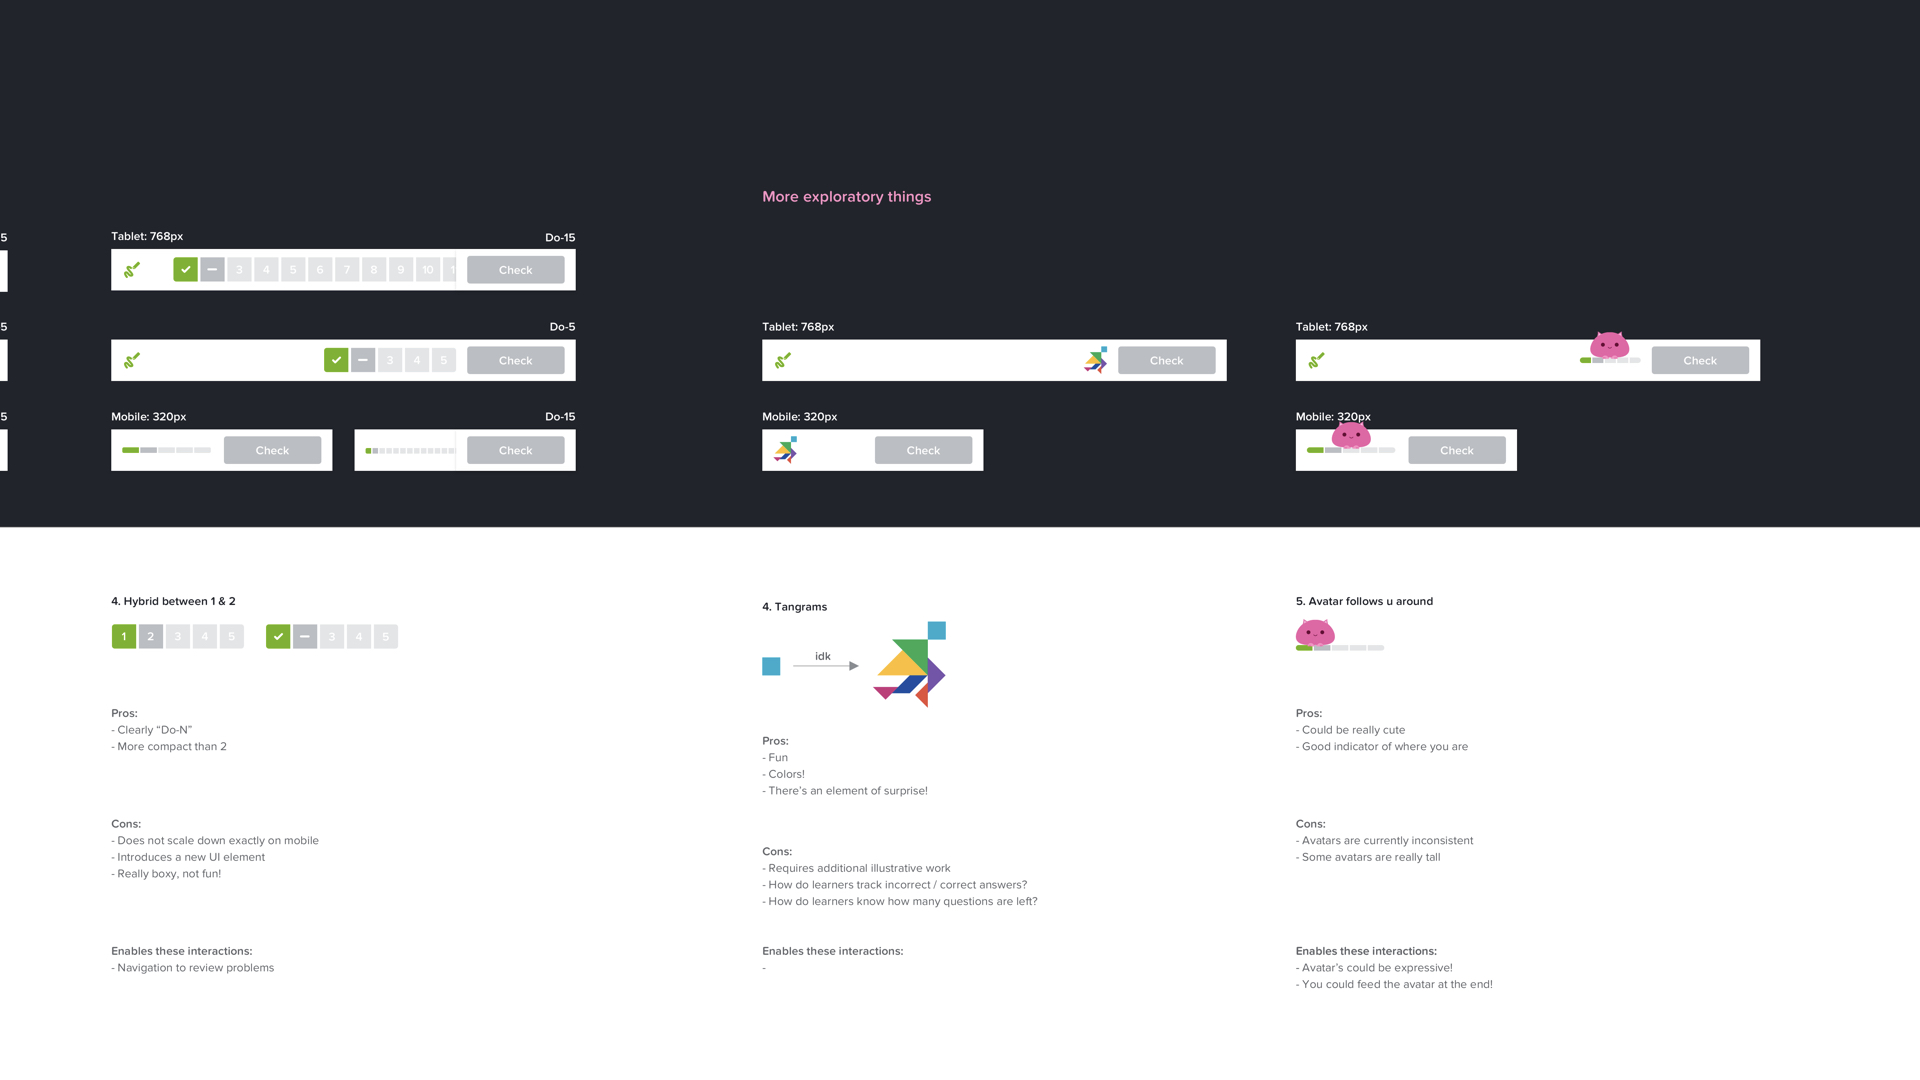 More exploratory things
5
Tablet: 768px
Do-15
3 4 5 6 7 8 9 10 1
Check
5
Do-5
3 4 5
Check
Tablet: 768px
Check
Tablet: 768px
Check
5
Mobile: 320px
Do-15
Check
Check
Mobile: 320px
Check
Mobile: 320px
Check
4. Hybrid between 1 & 2
1 2 3 4 5
3 4 5
Pros:
- Clearly “Do-N”
- More compact than 2
Cons:
- Does not scale down exactly on mobile
- Introduces a new UI element
- Really boxy, not fun!
Enables these interactions:
- Navigation to review problems
4. Tangrams
idk
Pros:
- Fun
- Colors!
- There’s an element of surprise!
Cons:
- Requires additional illustrative work
- How do learners track incorrect / correct answers?
- How do learners know how many questions are left?
Enables these interactions:
-
5. Avatar follows u around
Pros:
- Could be really cute
- Good indicator of where you are
Cons:
- Avatars are currently inconsistent
- Some avatars are really tall
Enables these interactions:
- Avatar’s could be expressive!
- You could feed the avatar at the end!